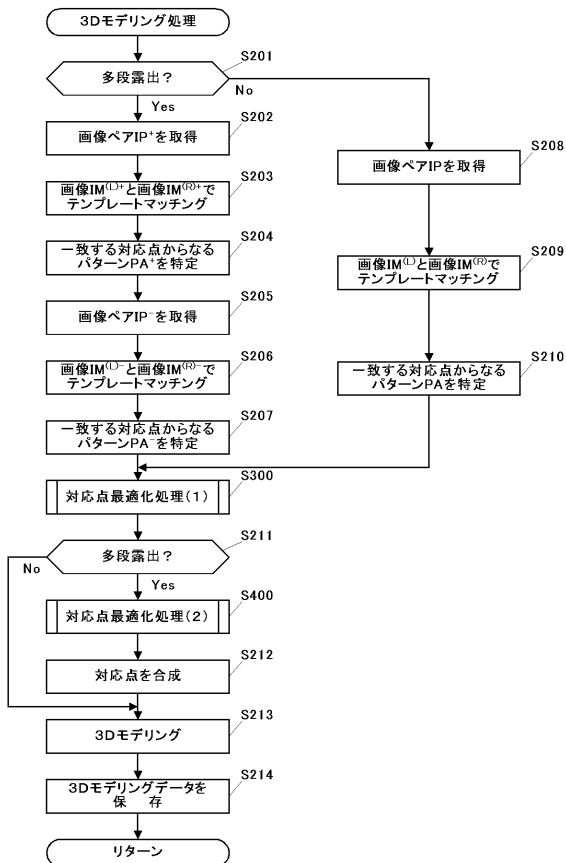 3Dモデリング処理
S201
多段露出?
No
Yes
S202
画像ペアIP⁺を取得
S203
画像IM⁽ᴸ⁾⁺と画像IM⁽ᴿ⁾⁺で
テンプレートマッチング
S204
一致する対応点からなる
パターンPA⁺を特定
S205
画像ペアIP⁻を取得
S206
画像IM⁽ᴸ⁾⁻と画像IM⁽ᴿ⁾⁻で
テンプレートマッチング
S207
一致する対応点からなる
パターンPA⁻を特定
S208
画像ペアIPを取得
S209
画像IM⁽ᴸ⁾と画像IM⁽ᴿ⁾で
テンプレートマッチング
S210
一致する対応点からなる
パターンPAを特定
S300
対応点最適化処理(1)
S211
多段露出?
No
Yes
S400
対応点最適化処理(2)
S212
対応点を合成
S213
3Dモデリング
S214
3Dモデリングデータを
保 存
リターン